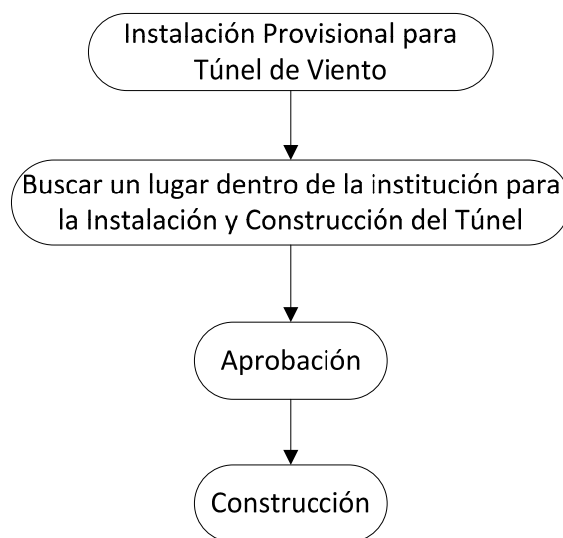 Instalación Provisional para
Túnel de Viento
Buscar un lugar dentro de la institución para
la Instalación y Construcción del Túnel
Aprobación
Construcción